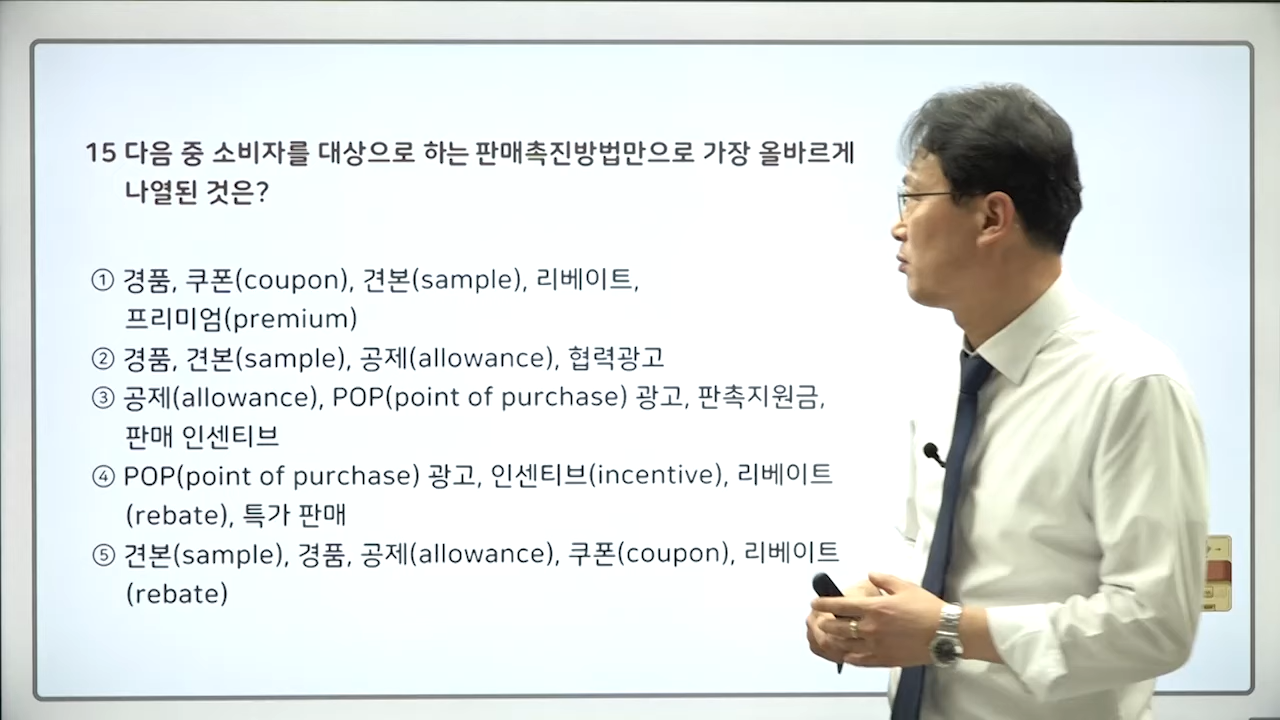 15 다음 중 소비자를 대상으로 하는 판매촉진방법만으로 가장 올바르게
나열된 것은?
① 경품, 쿠폰(coupon), 견본(sample), 리베이트,
프리미엄(premium)
② 경품, 견본(sample), 공제(allowance), 협력광고
③ 공제(allowance), POP(point of purchase) 광고, 판촉지원금,
판매 인센티브
④ POP(point of purchase) 광고, 인센티브(incentive), 리베이트
(rebate), 특가 판매
⑤ 견본(sample), 경품, 공제(allowance), 쿠폰(coupon), 리베이트
(rebate)